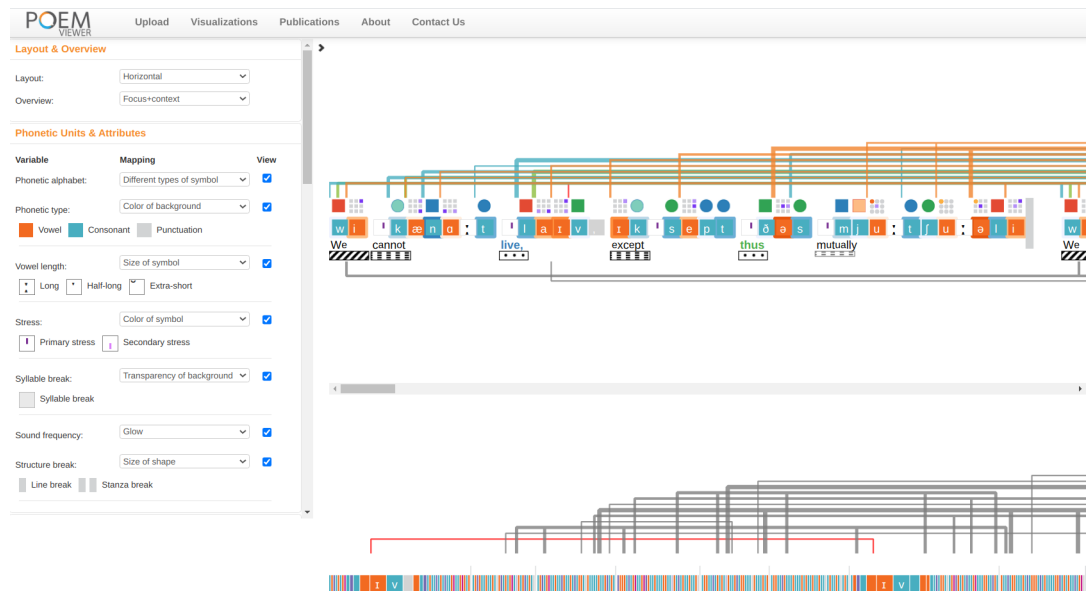 POEM
VIEWER
Upload Visualizations Publications About Contact Us
Layout & Overview
Layout: Horizontal
Overview: Focus+context
Phonetic Units & Attributes
Variable Mapping View
Phonetic alphabet: Different types of symbol
Phonetic type: Color of background
Vowel Consonant Punctuation
Vowel length: Size of symbol
Long Half-long Extra-short
Stress: Color of symbol
Primary stress Secondary stress
Syllable break: Transparency of background
Syllable break
Sound frequency: Glow
Structure break: Size of shape
Line break Stanza break
w i ˈ k æ n ɑ ː t ˈ l a ɪ v ɪ k ˈ s e p t ˈ ð ə s ˈ m j u ː t ʃ u ː ə l i w
We cannot live, except thus mutually We
ɪ v ɪ v